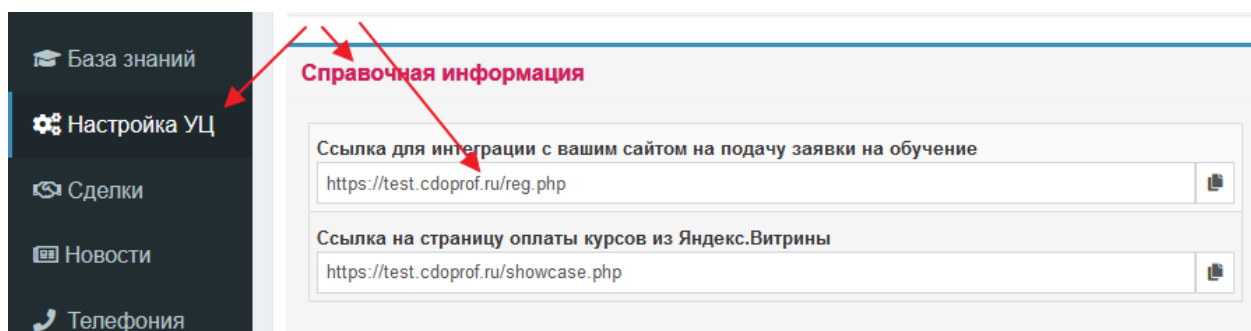 База знаний
Настройка УЦ
Сделки
Новости
Телефония
Справочная информация
Ссылка для интеграции с вашим сайтом на подачу заявки на обучение
https://test.cdoprof.ru/reg.php
Ссылка на страницу оплаты курсов из Яндекс.Витрины
https://test.cdoprof.ru/showcase.php